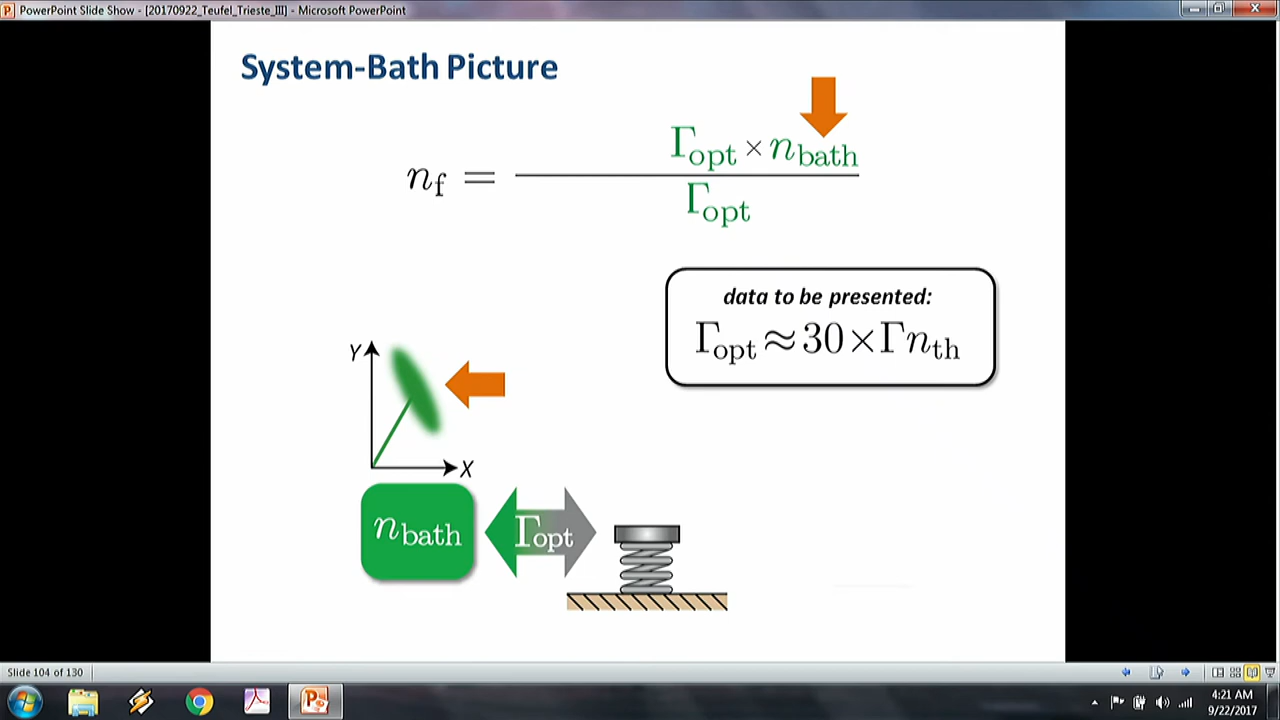 PowerPoint Slide Show - [20170922_Teufel_Trieste_III] - Microsoft PowerPoint
System-Bath Picture
n_f = Γ_opt × n_bath / Γ_opt
data to be presented:
Γ_opt ≈ 30 × Γn_th
Y
X
n_bath
Γ_opt
Slide 104 of 130
4:21 AM
9/22/2017